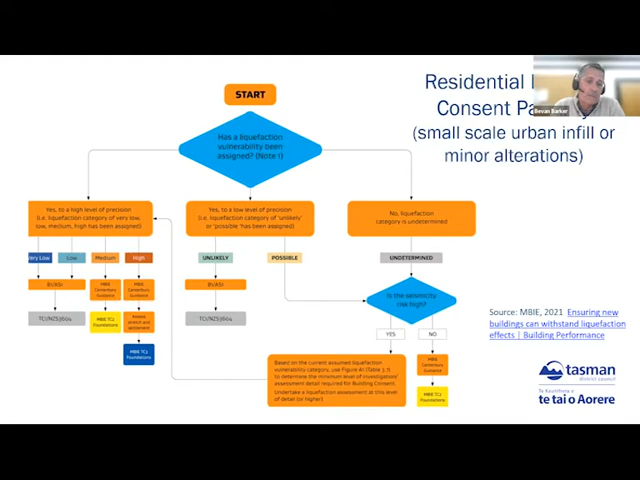 Residential
Consent Pa
(small scale urban infill or
minor alterations)
Bevan Barker
START
Has a liquefaction
vulnerability been
assigned? (Note 1)
Yes, to a high level of precision
(i.e. liquefaction category of very low,
low, medium, high has been assigned)
Yes, to a low level of precision
(i.e. liquefaction category of 'unlikely'
or 'possible' has been assigned)
No, liquefaction
category is undetermined
Very Low
Low
Medium
High
UNLIKELY
POSSIBLE
UNDETERMINED
B1/AS1
MBIE
Canterbury
Guidance
MBIE
Canterbury
Guidance
B1/AS1
Is the seismicity
risk high?
TC1/NZS3604
MBIE TC2
Foundations
TC1/NZS3604
YES
NO
MBIE TC3
Foundations
Based on the current assumed liquefaction
vulnerability category, use Figure A1 (Table 3.7)
to determine the minimum level of investigation/
assessment detail required for Building Consent.
Undertake a liquefaction assessment at this level
of detail (or higher)
MBIE
Canterbury
Guidance
MBIE TC2
Foundations
Source: MBIE, 2021 Ensuring new
buildings can withstand liquefaction
effects | Building Performance
tasman
district council
Te Kaunihera o
te tai o Aorere